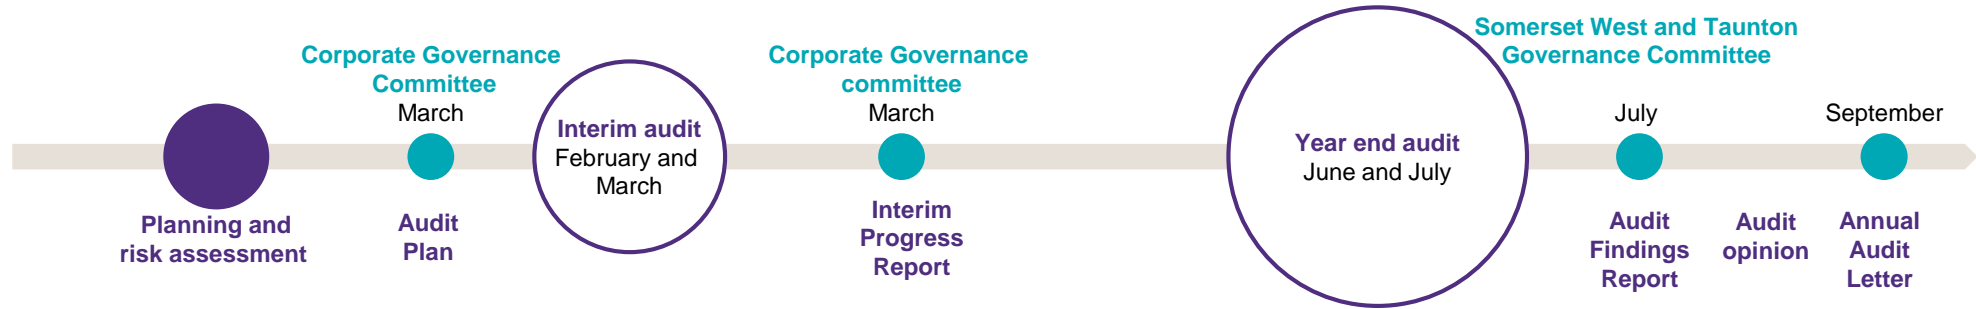 Planning and
risk assessment
Corporate Governance
Committee
March
Audit
Plan
Interim audit
February and
March
Corporate Governance
committee
March
Interim
Progress
Report
Year end audit
June and July
Somerset West and Taunton
Governance Committee
July
Audit
Findings
Report
Audit
opinion
September
Annual
Audit
Letter